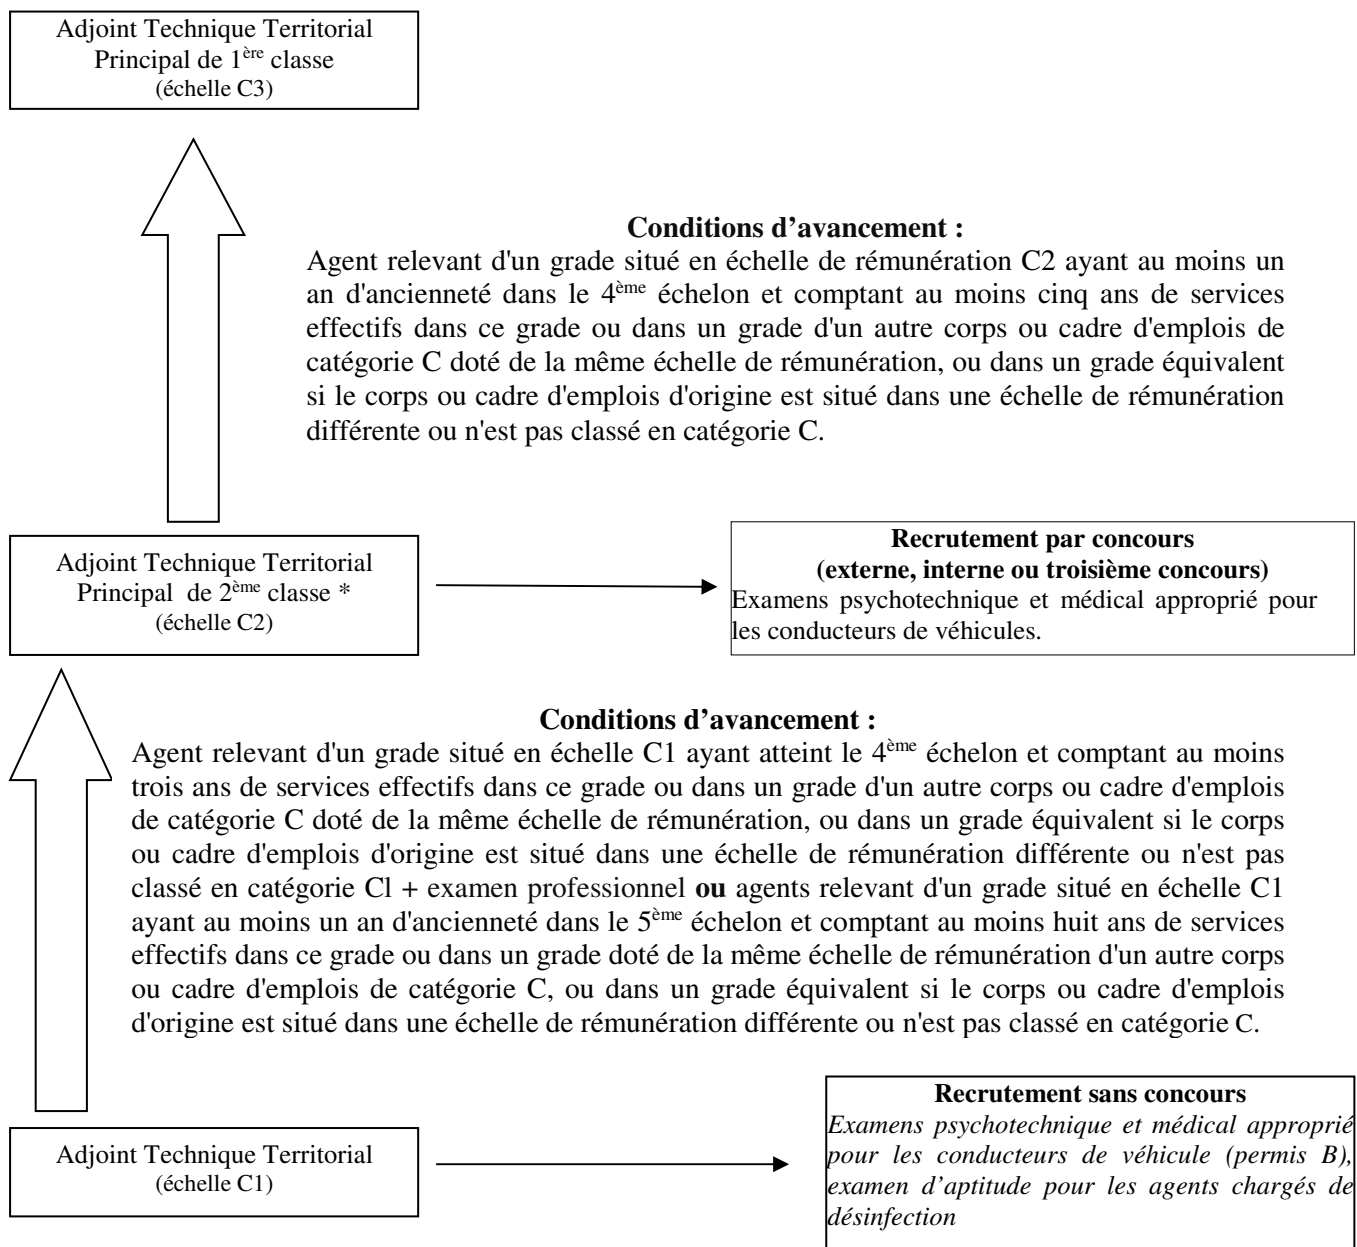 Adjoint Technique Territorial
Principal de 1ère classe
(échelle C3)
Conditions d’avancement :
Agent relevant d'un grade situé en échelle de rémunération C2 ayant au moins un
an d'ancienneté dans le 4ème échelon et comptant au moins cinq ans de services
effectifs dans ce grade ou dans un grade d'un autre corps ou cadre d'emplois de
catégorie C doté de la même échelle de rémunération, ou dans un grade équivalent
si le corps ou cadre d'emplois d'origine est situé dans une échelle de rémunération
différente ou n'est pas classé en catégorie C.
Adjoint Technique Territorial
Principal de 2ème classe *
(échelle C2)
Recrutement par concours
(externe, interne ou troisième concours)
Examens psychotechnique et médical approprié pour
les conducteurs de véhicules.
Conditions d’avancement :
Agent relevant d'un grade situé en échelle C1 ayant atteint le 4ème échelon et comptant au moins
trois ans de services effectifs dans ce grade ou dans un grade d'un autre corps ou cadre d'emplois
de catégorie C doté de la même échelle de rémunération, ou dans un grade équivalent si le corps
ou cadre d'emplois d'origine est situé dans une échelle de rémunération différente ou n'est pas
classé en catégorie Cl + examen professionnel ou agents relevant d'un grade situé en échelle C1
ayant au moins un an d'ancienneté dans le 5ème échelon et comptant au moins huit ans de services
effectifs dans ce grade ou dans un grade doté de la même échelle de rémunération d'un autre corps
ou cadre d'emplois de catégorie C, ou dans un grade équivalent si le corps ou cadre d'emplois
d'origine est situé dans une échelle de rémunération différente ou n'est pas classé en catégorie C.
Adjoint Technique Territorial
(échelle C1)
Recrutement sans concours
Examens psychotechnique et médical approprié
pour les conducteurs de véhicule (permis B),
examen d’aptitude pour les agents chargés de
désinfection